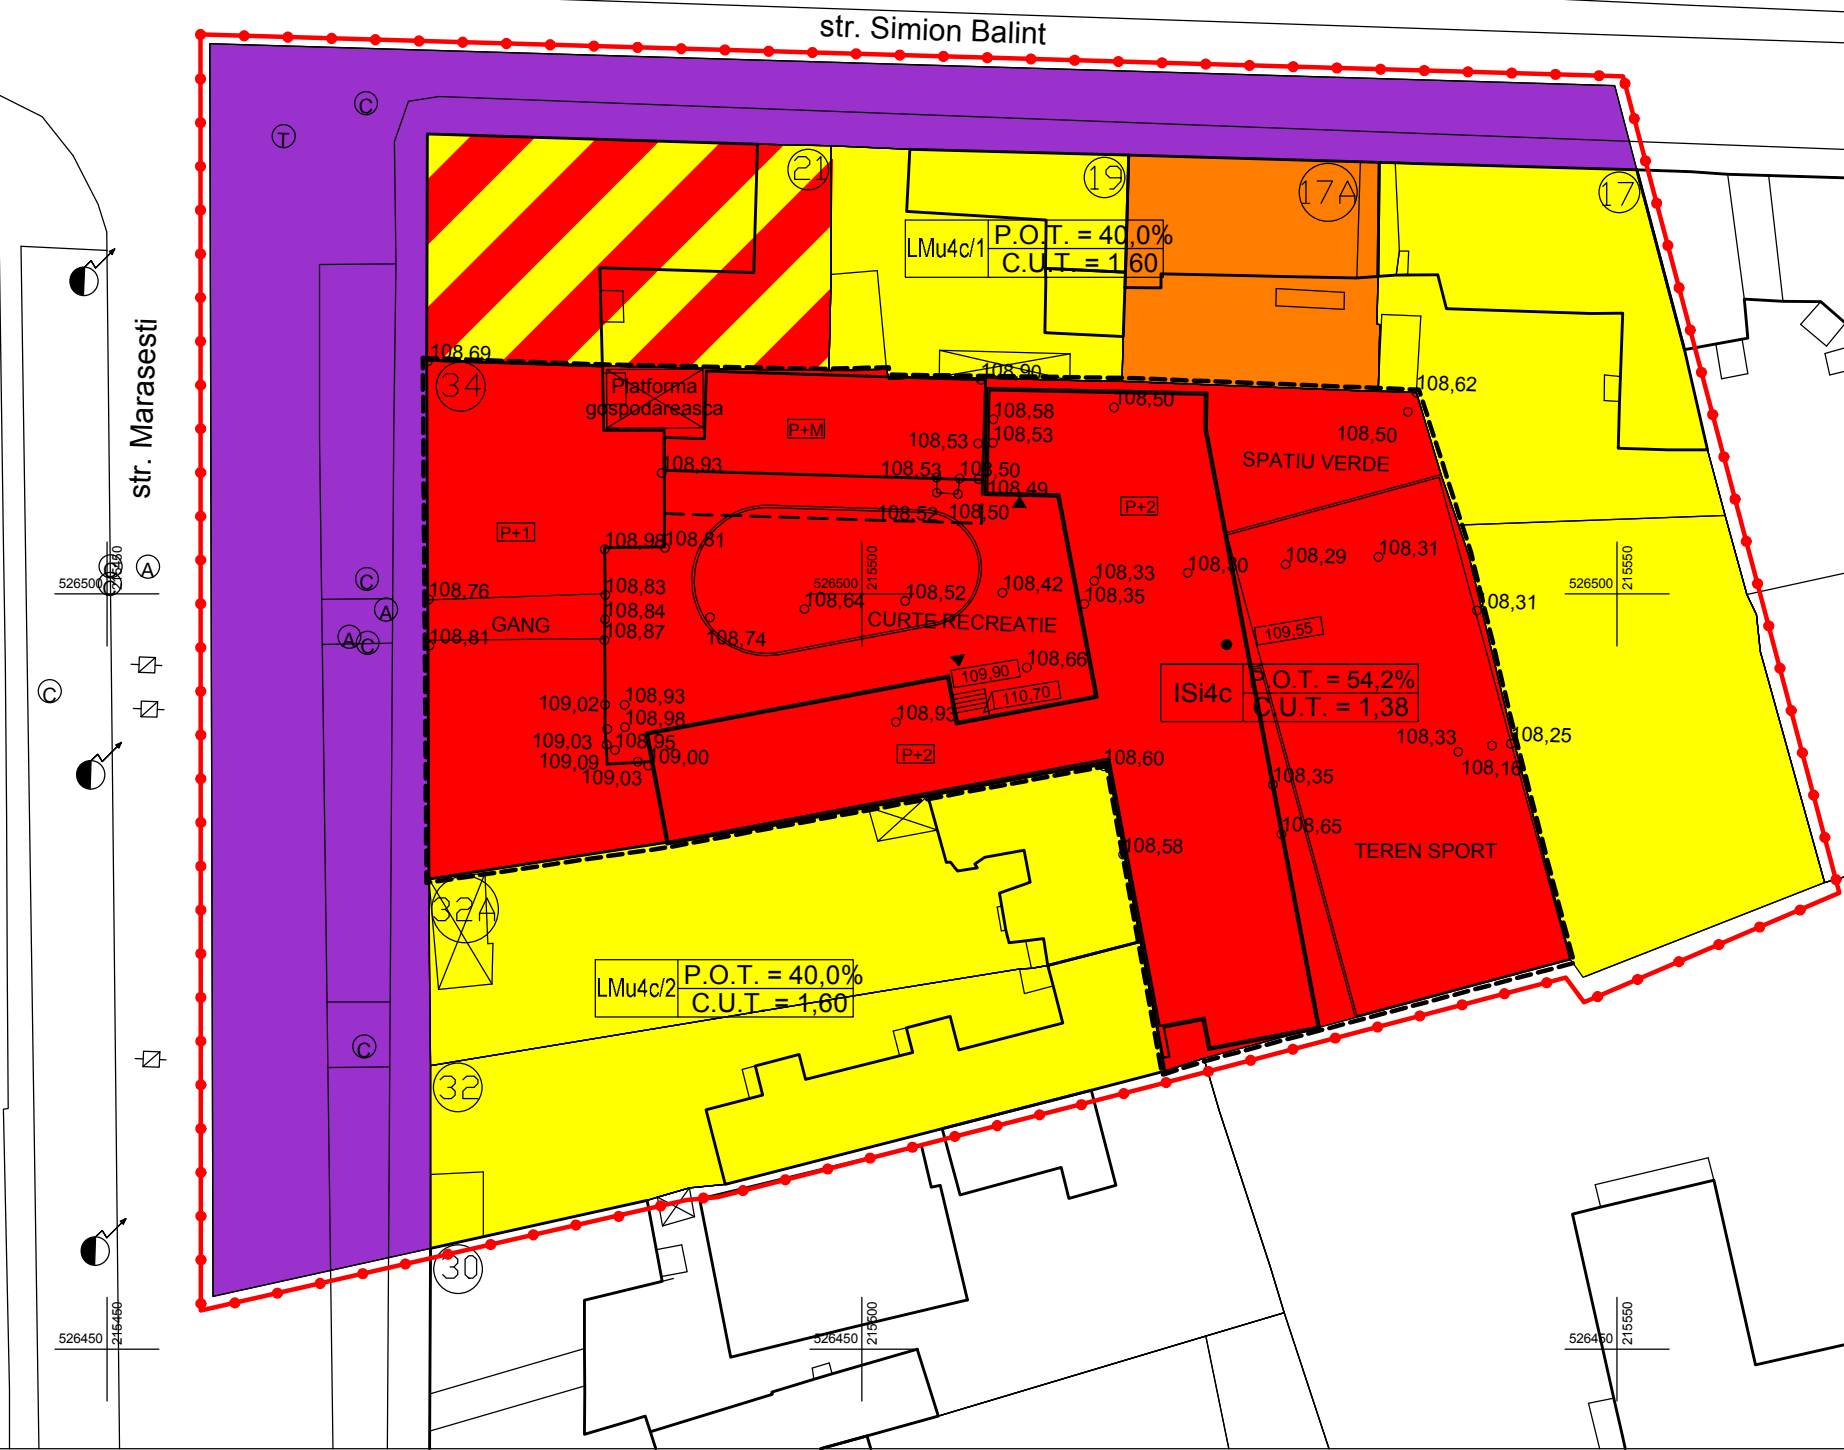 str. Simion Balint
C
T
21
19
17A
17
LMu4c/1
P.O.T. = 40,0%
C.U.T. = 1,60
str. Marasesti
108,69
34
Platforma
gospodareasca
P+M
108,90
108,62
108,58
108,50
108,53
108,53
108,50
SPATIU VERDE
108,93
108,53
108,50
108,49
108,52
108,50
P+2
P+1
108,98
108,81
526500
215450
C
C
A
C
A
A
C
108,76
108,83
108,84
108,87
108,81
GANG
526500
215500
108,64
108,52
108,42
108,33
108,35
108,30
108,29
108,31
108,74
CURTE RECREATIE
526500
215550
108,31
109,55
108,66
109,90
110,70
ISi4c
P.O.T. = 54,2%
C.U.T. = 1,38
C
109,02
108,93
108,98
109,03
108,95
109,09
109,00
109,03
108,93
P+2
108,60
108,33
108,25
108,16
108,35
108,65
108,58
TEREN SPORT
32A
LMu4c/2
P.O.T. = 40,0%
C.U.T. = 1,60
C
32
30
526450
215450
526450
215500
526450
215550